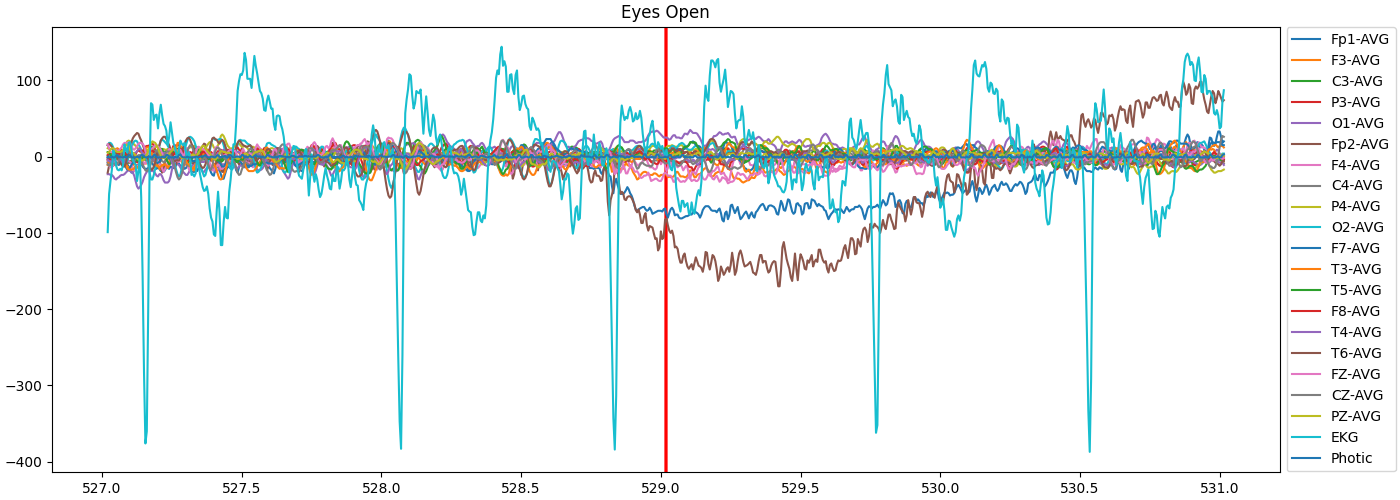 Eyes Open
100
0
−100
−200
−300
−400
527.0 527.5 528.0 528.5 529.0 529.5 530.0 530.5 531.0
Fp1-AVG
F3-AVG
C3-AVG
P3-AVG
O1-AVG
Fp2-AVG
F4-AVG
C4-AVG
P4-AVG
O2-AVG
F7-AVG
T3-AVG
T5-AVG
F8-AVG
T4-AVG
T6-AVG
FZ-AVG
CZ-AVG
PZ-AVG
EKG
Photic